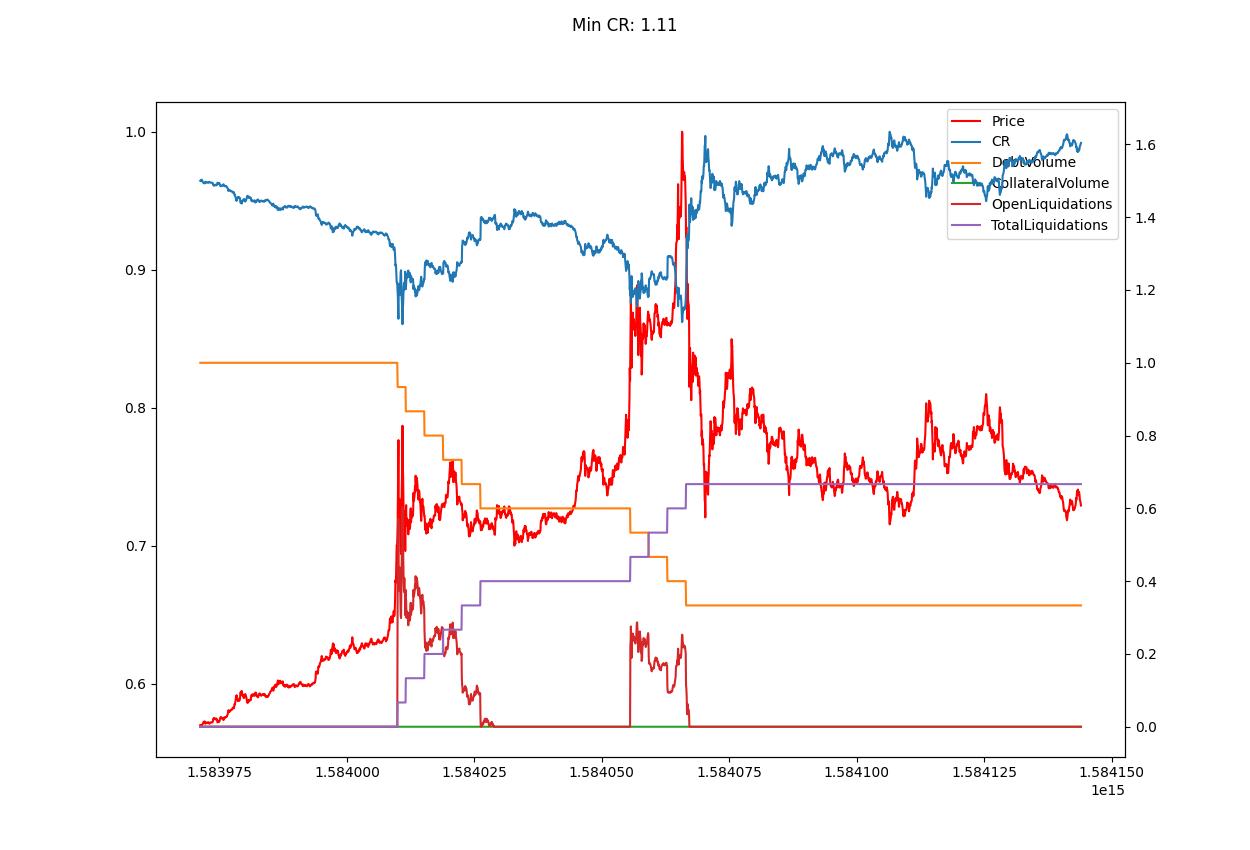 Min CR: 1.11
1.0
0.9
0.8
0.7
0.6
Price
CR
DebtVolume
CollateralVolume
OpenLiquidations
TotalLiquidations
1.6
1.4
1.2
1.0
0.8
0.6
0.4
0.2
0.0
1.583975 1.584000 1.584025 1.584050 1.584075 1.584100 1.584125 1.584150
1e15